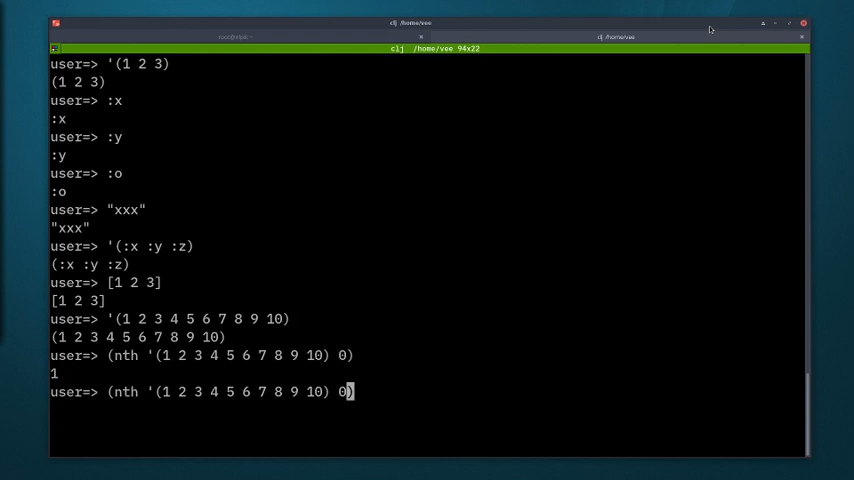 clj /home/vee
clj /home/vee
clj /home/vee 94x22
user=> '(1 2 3)
(1 2 3)
user=> :x
:x
user=> :y
:y
user=> :o
:o
user=> "xxx"
"xxx"
user=> '(:x :y :z)
(:x :y :z)
user=> [1 2 3]
[1 2 3]
user=> '(1 2 3 4 5 6 7 8 9 10)
(1 2 3 4 5 6 7 8 9 10)
user=> (nth '(1 2 3 4 5 6 7 8 9 10) 0)
1
user=> (nth '(1 2 3 4 5 6 7 8 9 10) 0)